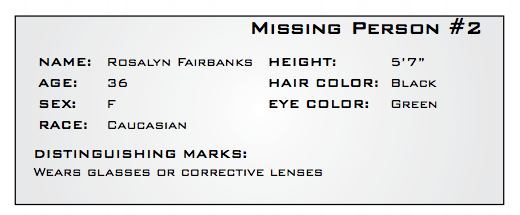 Missing Person #2
Name: Rosalyn Fairbanks Height: 5'7"
Age: 36 Hair Color: Black
Sex: F Eye Color: Green
Race: Caucasian
Distinguishing Marks:
Wears glasses or corrective lenses